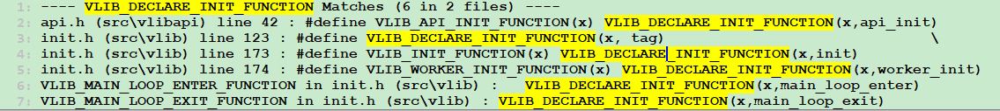 1: ---- VLIB_DECLARE_INIT_FUNCTION Matches (6 in 2 files) ----
2: api.h (src\vlibapi) line 42 : #define VLIB_API_INIT_FUNCTION(x) VLIB_DECLARE_INIT_FUNCTION(x,api_init)
3: init.h (src\vlib) line 123 : #define VLIB_DECLARE_INIT_FUNCTION(x, tag) \
4: init.h (src\vlib) line 173 : #define VLIB_INIT_FUNCTION(x) VLIB_DECLARE_INIT_FUNCTION(x,init)
5: init.h (src\vlib) line 174 : #define VLIB_WORKER_INIT_FUNCTION(x) VLIB_DECLARE_INIT_FUNCTION(x,worker_init)
6: VLIB_MAIN_LOOP_ENTER_FUNCTION in init.h (src\vlib) : VLIB_DECLARE_INIT_FUNCTION(x,main_loop_enter)
7: VLIB_MAIN_LOOP_EXIT_FUNCTION in init.h (src\vlib) : VLIB_DECLARE_INIT_FUNCTION(x,main_loop_exit)